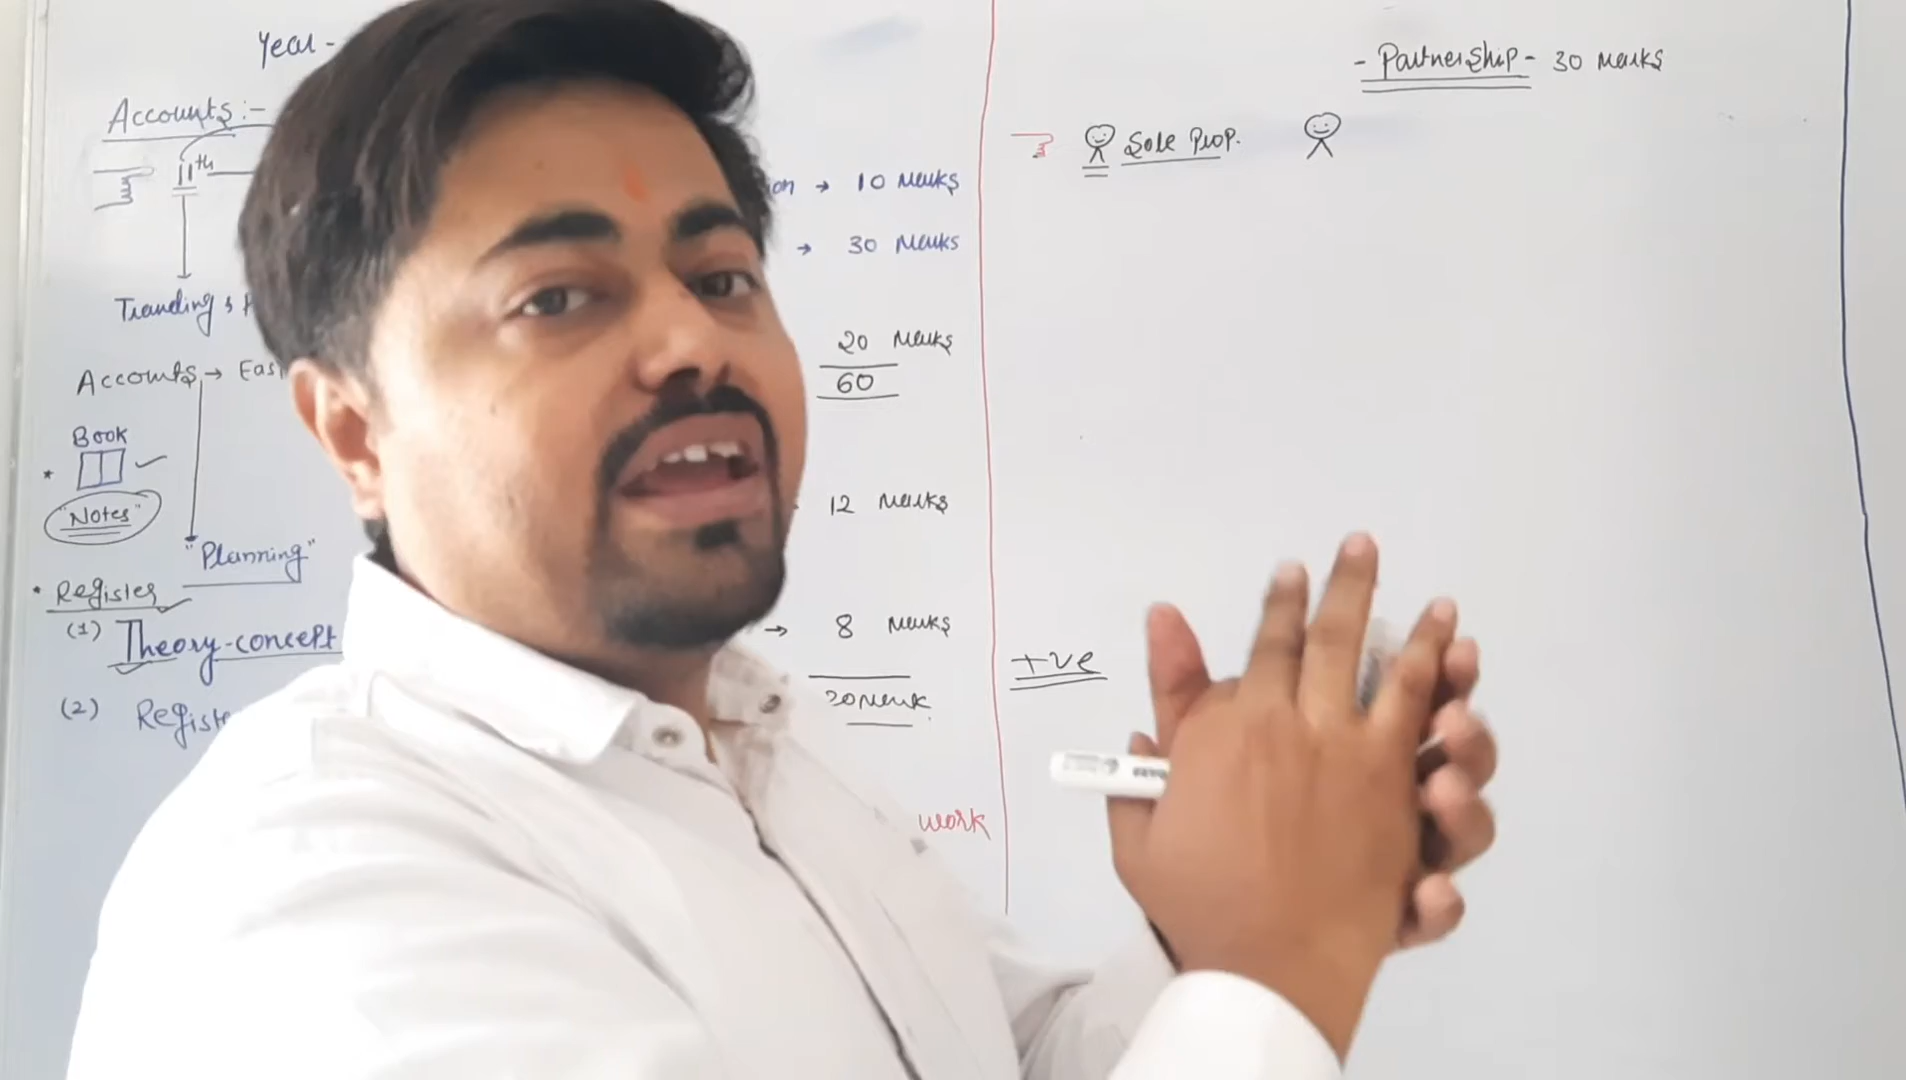 Year -
Accounts :-
11th
Tranding &
Accounts → Easi
Book
"Notes"
"Planning"
* Register
(1) Theory-concept
(2) Registe
on → 10 Marks
→ 30 Marks
20 Marks
60
12 Marks
→ 8 Marks
20 Mark.
work
- Partnership - 30 Marks
Sole Prop.
+ve